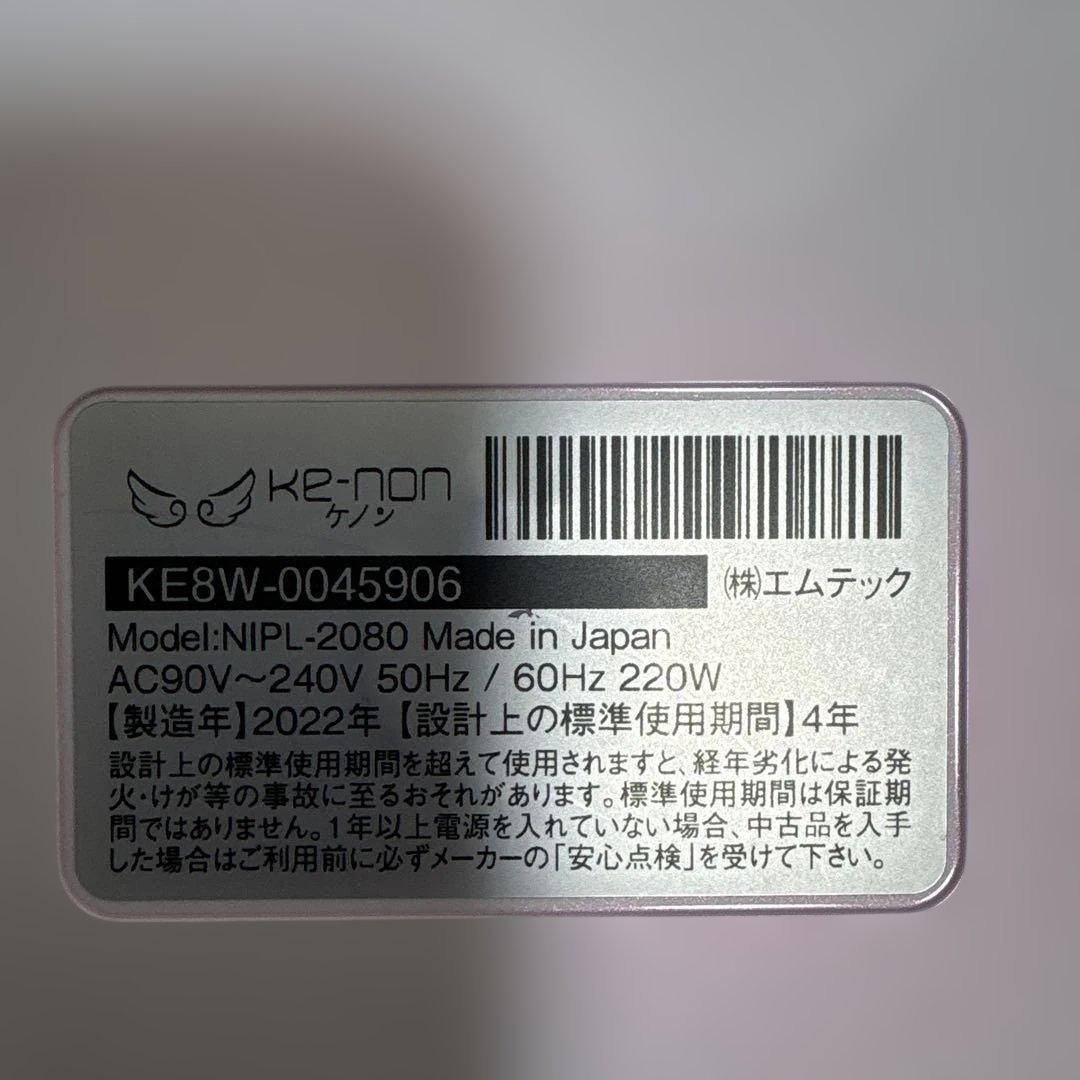 Ke-non
ケノン
KE8W-0045906
㈱エムテック
Model:NIPL-2080 Made in Japan
AC90V～240V 50Hz / 60Hz 220W
【製造年】2022年【設計上の標準使用期間】4年
設計上の標準使用期間を超えて使用されますと、経年劣化による発
火・けが等の事故に至るおそれがあります。標準使用期間は保証期
間ではありません。1年以上電源を入れていない場合、中古品を入手
した場合はご利用前に必ずメーカーの「安心点検」を受けて下さい。